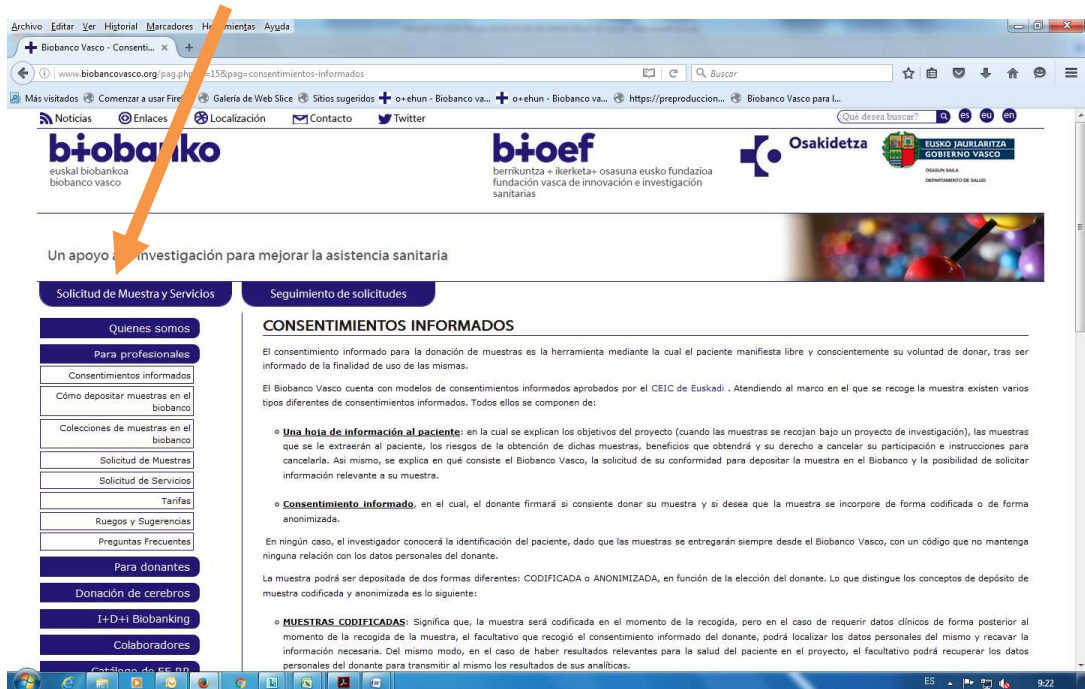 Archivo Editar Ver Historial Marcadores Herramientas Ayuda
Biobanco Vasco - Consenti... × +
www.biobancovasco.org/pag.ph =15&pag=consentimientos-informados
Buscar
Más visitados Comenzar a usar Firef Galería de Web Slice Sitios sugeridos o+ehun - Biobanco va... o+ehun - Biobanco va... https://preproduccion... Biobanco Vasco para l...
Noticias Enlaces Localización Contacto Twitter
¿Qué desea buscar? es eu en
b+obanko
euskal biobankoa
biobanco vasco
b+oef
berrikuntza + ikerketa+ osasuna eusko fundazioa
fundación vasca de innovación e investigación
sanitarias
Osakidetza
EUSKO JAURLARITZA
GOBIERNO VASCO
OSASUN SAILA
DEPARTAMENTO DE SALUD
Un apoyo a investigación para mejorar la asistencia sanitaria
Solicitud de Muestra y Servicios
Seguimiento de solicitudes
Quienes somos
Para profesionales
Consentimientos informados
Cómo depositar muestras en el
biobanco
Colecciones de muestras en el
biobanco
Solicitud de Muestras
Solicitud de Servicios
Tarifas
Ruegos y Sugerencias
Preguntas Frecuentes
Para donantes
Donación de cerebros
I+D+i Biobanking
Colaboradores
Catálogo de EE.RR
CONSENTIMIENTOS INFORMADOS
El consentimiento informado para la donación de muestras es la herramienta mediante la cual el paciente manifiesta libre y conscientemente su voluntad de donar, tras ser
informado de la finalidad de uso de las mismas.
El Biobanco Vasco cuenta con modelos de consentimientos informados aprobados por el CEIC de Euskadi . Atendiendo al marco en el que se recoge la muestra existen varios
tipos diferentes de consentimientos informados. Todos ellos se componen de:
Una hoja de información al paciente: en la cual se explican los objetivos del proyecto (cuando las muestras se recojan bajo un proyecto de investigación), las muestras
que se le extraerán al paciente, los riesgos de la obtención de dichas muestras, beneficios que obtendrá y su derecho a cancelar su participación e instrucciones para
cancelarla. Asi mismo, se explica en qué consiste el Biobanco Vasco, la solicitud de su conformidad para depositar la muestra en el Biobanco y la posibilidad de solicitar
información relevante a su muestra.
Consentimiento informado, en el cual, el donante firmará si consiente donar su muestra y si desea que la muestra se incorpore de forma codificada o de forma
anonimizada.
En ningún caso, el investigador conocerá la identificación del paciente, dado que las muestras se entregarán siempre desde el Biobanco Vasco, con un código que no mantenga
ninguna relación con los datos personales del donante.
La muestra podrá ser depositada de dos formas diferentes: CODIFICADA o ANONIMIZADA, en función de la elección del donante. Lo que distingue los conceptos de depósito de
muestra codificada y anonimizada es lo siguiente:
MUESTRAS CODIFICADAS: Significa que, la muestra será codificada en el momento de la recogida, pero en el caso de requerir datos clínicos de forma posterior al
momento de la recogida de la muestra, el facultativo que recogió el consentimiento informado del donante, podrá localizar los datos personales del mismo y recavar la
información necesaria. Del mismo modo, en el caso de haber resultados relevantes para la salud del paciente en el proyecto, el facultativo podrá recuperar los datos
personales del donante para transmitir al mismo los resultados de sus analíticas.
ES 9:22